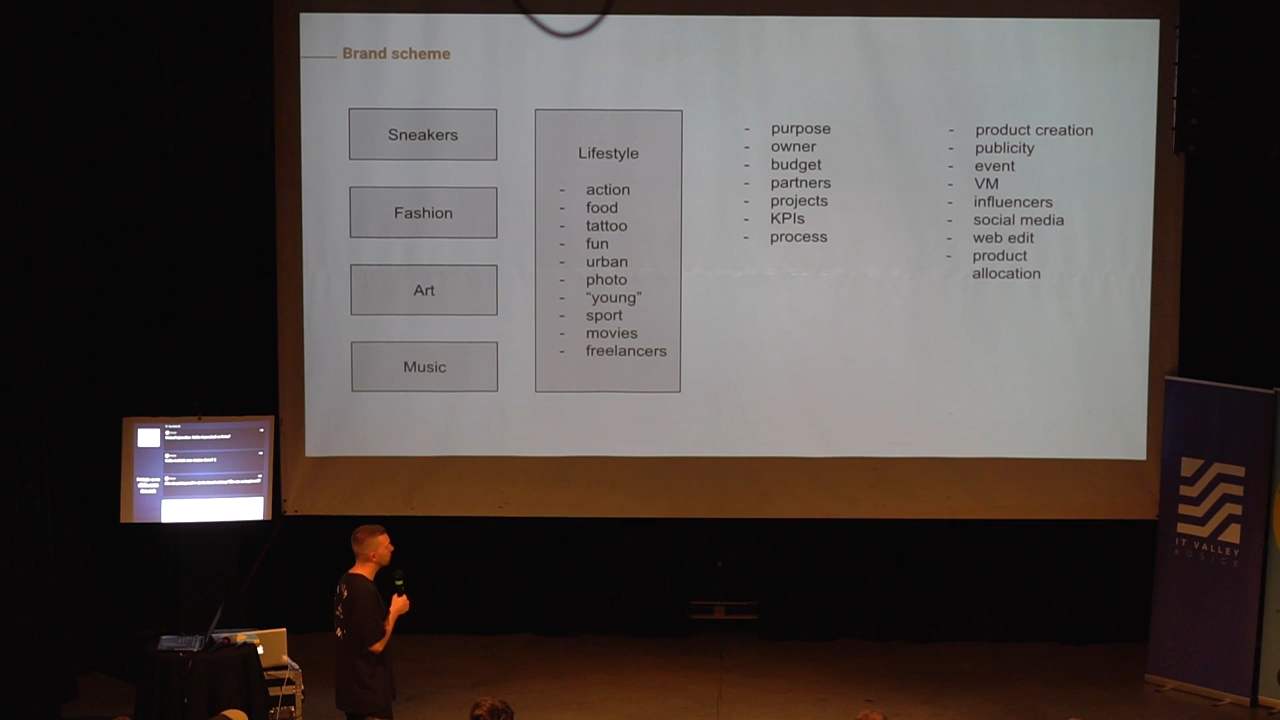 Brand scheme
Sneakers
Fashion
Art
Music
Lifestyle
- action
- food
- tattoo
- fun
- urban
- photo
- “young”
- sport
- movies
- freelancers
- purpose
- owner
- budget
- partners
- projects
- KPIs
- process
- product creation
- publicity
- event
- VM
- influencers
- social media
- web edit
- product
allocation
IT VALLEY
KOŠICE